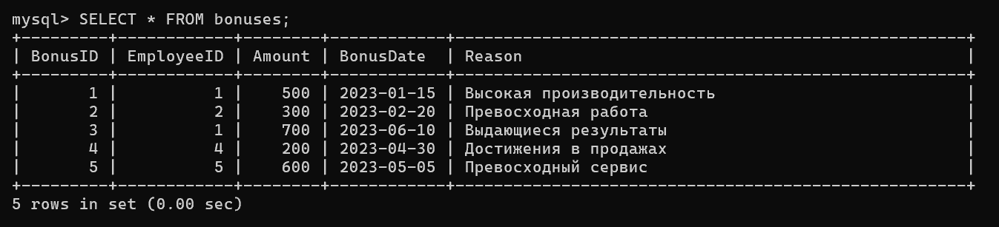 mysql> SELECT * FROM bonuses;
+---------+------------+--------+------------+-----------------------------------------------------+
| BonusID | EmployeeID | Amount | BonusDate  | Reason                                              |
+---------+------------+--------+------------+-----------------------------------------------------+
|       1 |          1 |    500 | 2023-01-15 | Высокая производительность                          |
|       2 |          2 |    300 | 2023-02-20 | Превосходная работа                                 |
|       3 |          1 |    700 | 2023-06-10 | Выдающиеся результаты                               |
|       4 |          4 |    200 | 2023-04-30 | Достижения в продажах                               |
|       5 |          5 |    600 | 2023-05-05 | Превосходный сервис                                 |
+---------+------------+--------+------------+-----------------------------------------------------+
5 rows in set (0.00 sec)